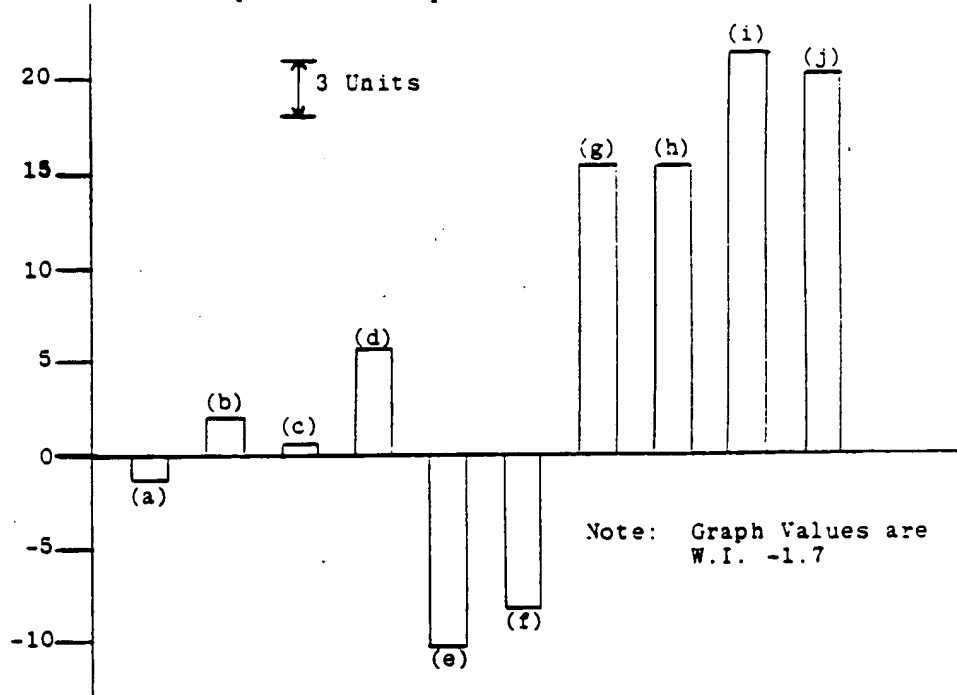 (i)
20
3 Units
(j)
15
(g)
(h)
10
5
(d)
(b)
(c)
0
(a)
-5
Note: Graph Values are
W.I. -1.7
(f)
-10
(e)